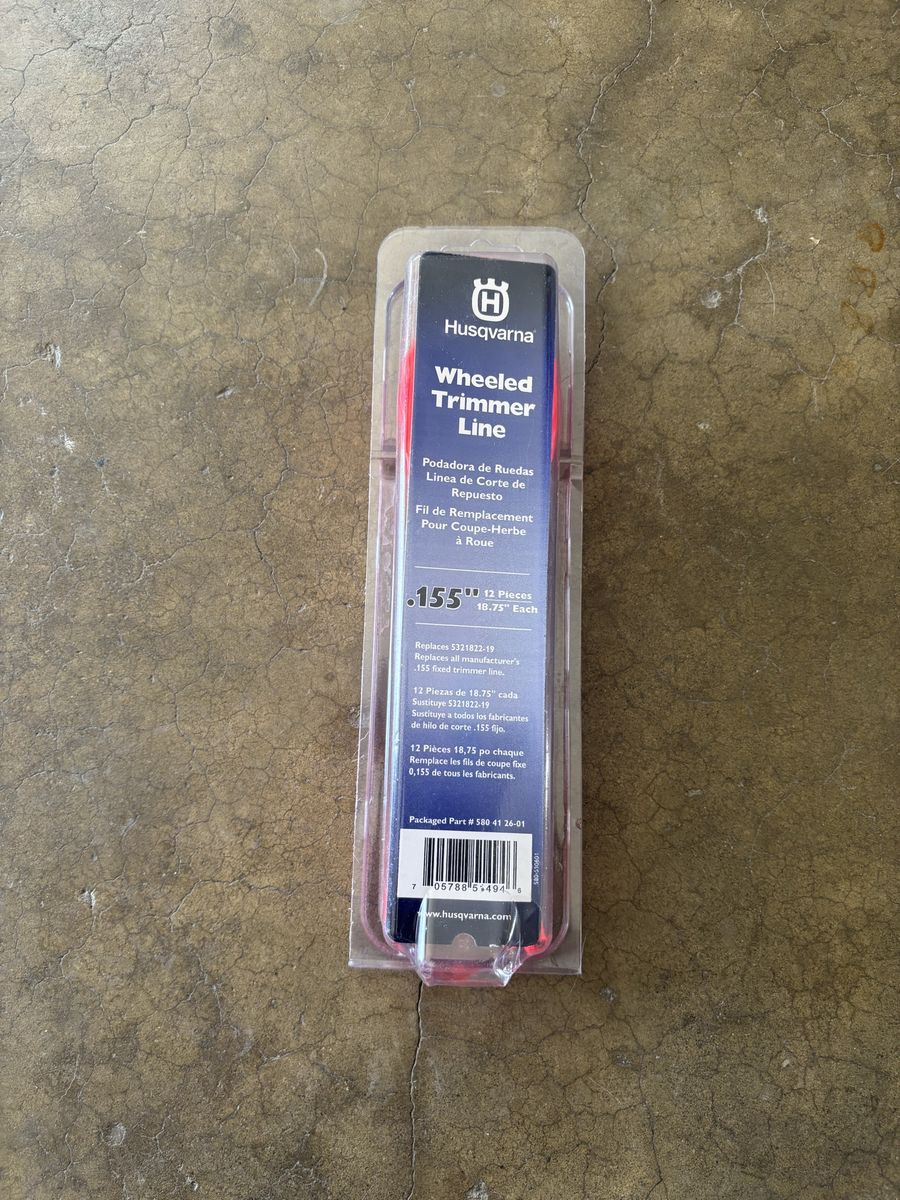 H
Husqvarna
Wheeled
Trimmer
Line
Podadora de Ruedas
Linea de Corte de
Repuesto
Fil de Remplacement
Pour Coupe-Herbe
à Roue
.155" 12 Pieces
18.75" Each
Replaces 5321822-19
Replaces all manufacturer's
.155 fixed trimmer line.
12 Piezas de 18.75" cada
Sustituye 5321822-19
Sustituye a todos los fabricantes
de hilo de corte .155 fijo.
12 Pièces 18,75 po chaque
Remplace les fils de coupe fixe
0,155 de tous les fabricants.
Packaged Part # 580 41 26-01
7 05788 51494 6
www.husqvarna.com